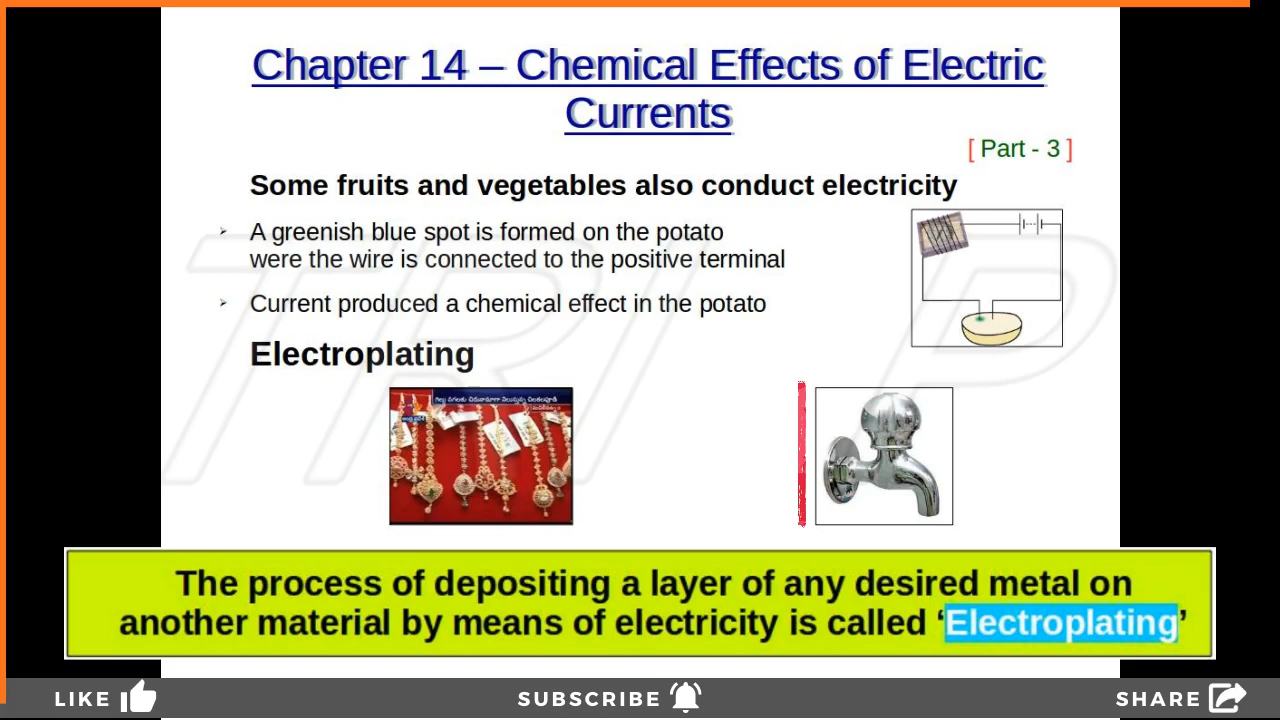 Chapter 14 – Chemical Effects of Electric
Currents
[ Part - 3 ]
Some fruits and vegetables also conduct electricity
A greenish blue spot is formed on the potato
were the wire is connected to the positive terminal
Current produced a chemical effect in the potato
Electroplating
The process of depositing a layer of any desired metal on
another material by means of electricity is called ‘Electroplating’
LIKE
SUBSCRIBE
SHARE